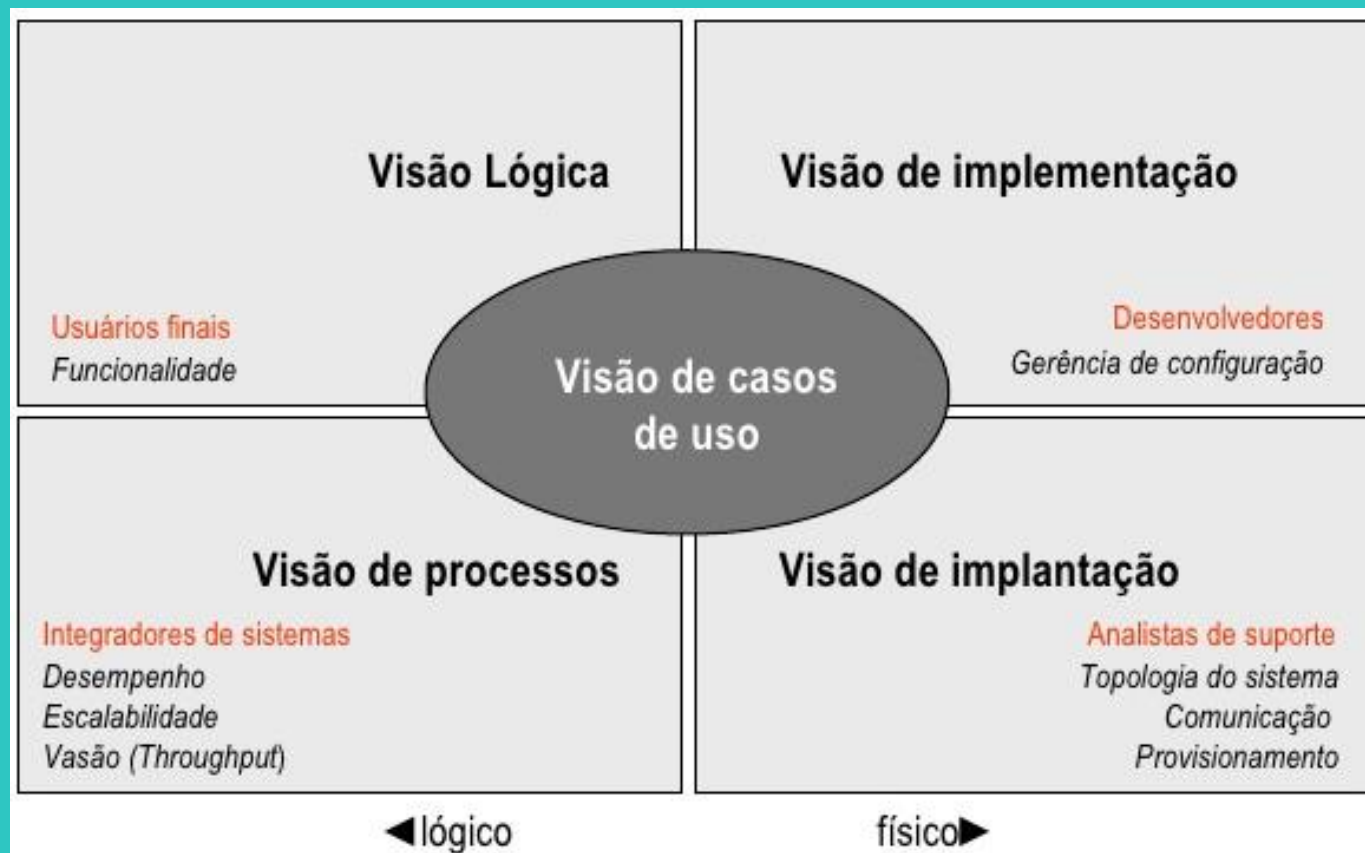 Visão Lógica
Usuários finais
Funcionalidade
Visão de implementação
Desenvolvedores
Gerência de configuração
Visão de casos
de uso
Visão de processos
Integradores de sistemas
Desempenho
Escalabilidade
Vasão (Throughput)
Visão de implantação
Analistas de suporte
Topologia do sistema
Comunicação
Provisionamento
◀lógico
físico▶